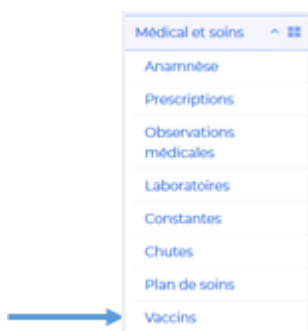 Médical et soins
Anamnèse
Prescriptions
Observations
médicales
Laboratoires
Constantes
Chutes
Plan de soins
Vaccins